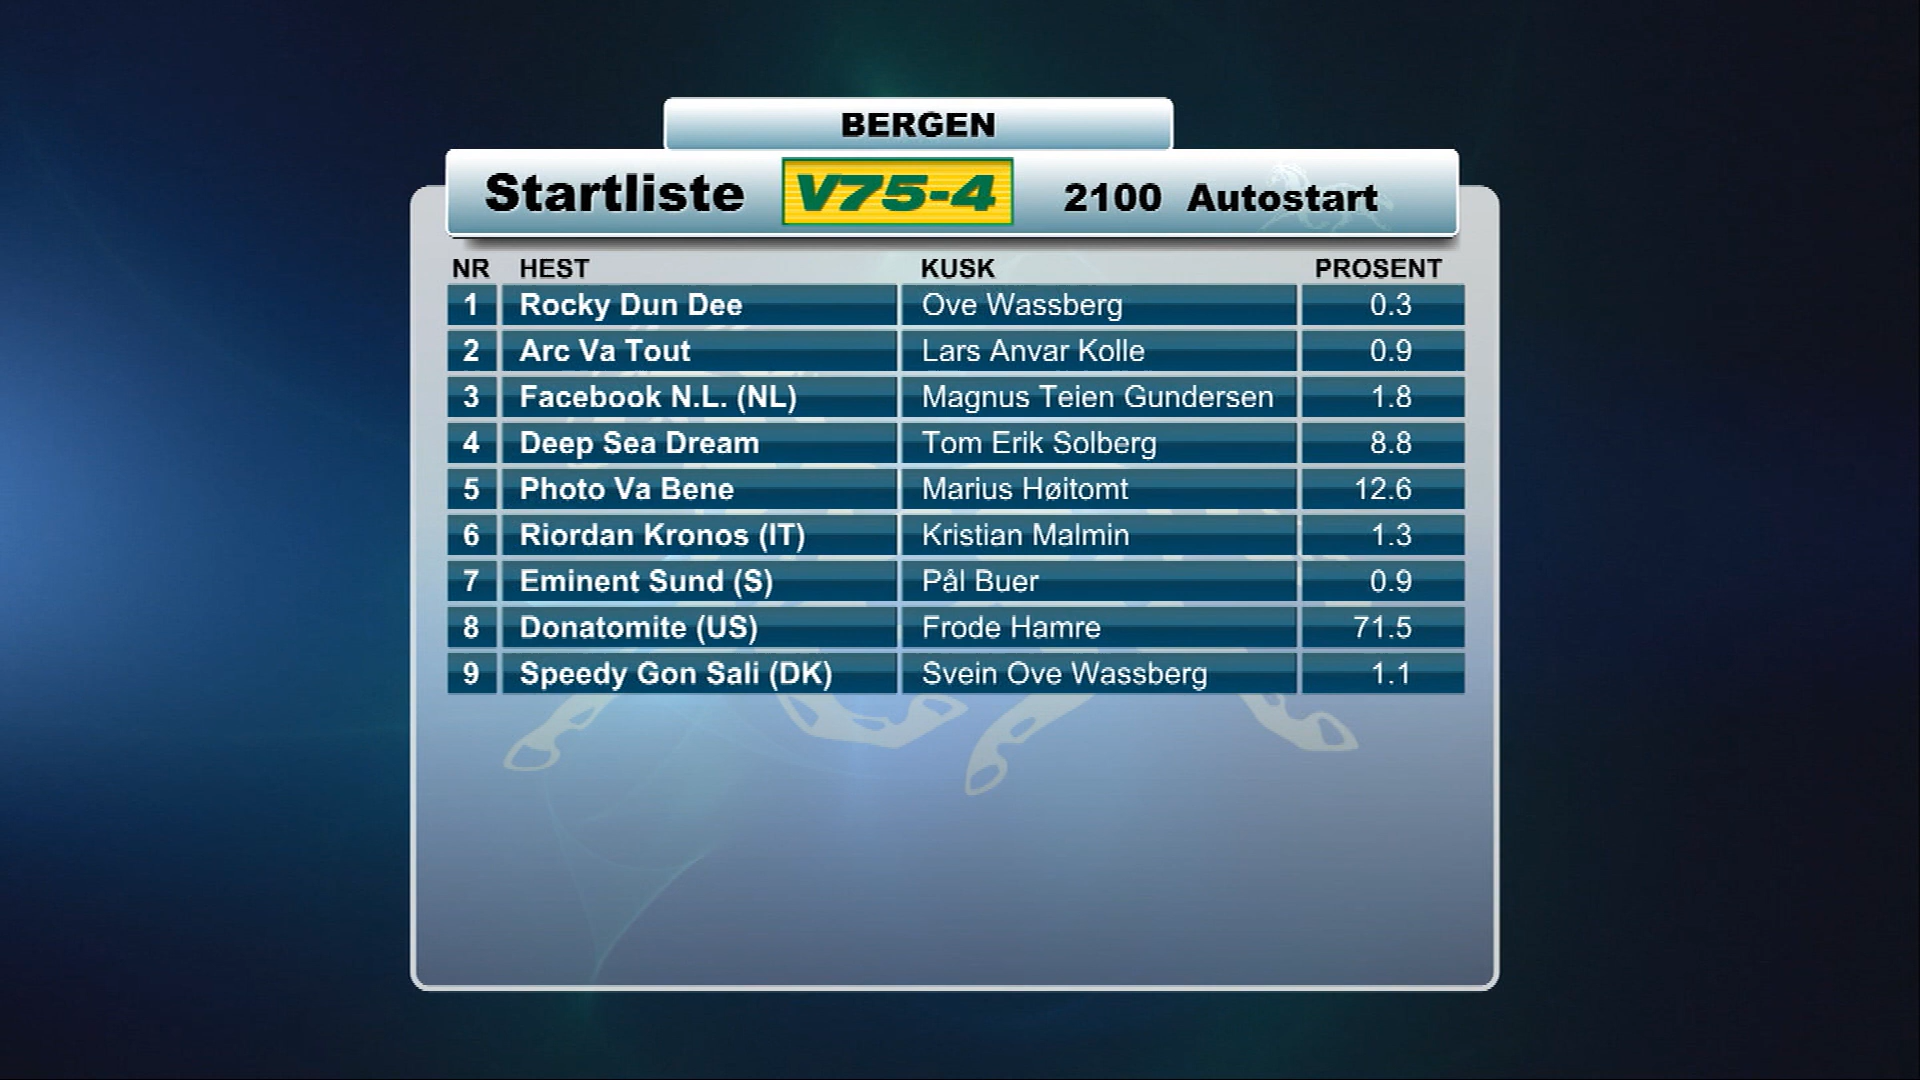 BERGEN
Startliste V75-4 2100 Autostart
NR HEST KUSK PROSENT
1 Rocky Dun Dee Ove Wassberg 0.3
2 Arc Va Tout Lars Anvar Kolle 0.9
3 Facebook N.L. (NL) Magnus Teien Gundersen 1.8
4 Deep Sea Dream Tom Erik Solberg 8.8
5 Photo Va Bene Marius Høitomt 12.6
6 Riordan Kronos (IT) Kristian Malmin 1.3
7 Eminent Sund (S) Pål Buer 0.9
8 Donatomite (US) Frode Hamre 71.5
9 Speedy Gon Sali (DK) Svein Ove Wassberg 1.1